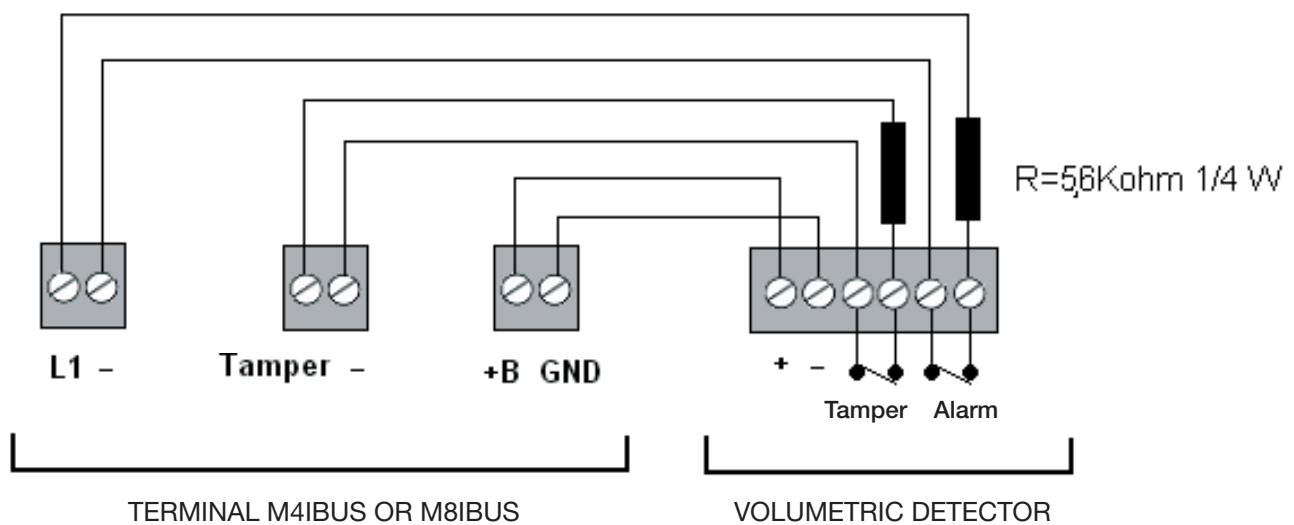 R=5,6Kohm 1/4 W
L1 –
Tamper –
+B GND
+ –
Tamper Alarm
TERMINAL M4IBUS OR M8IBUS
VOLUMETRIC DETECTOR